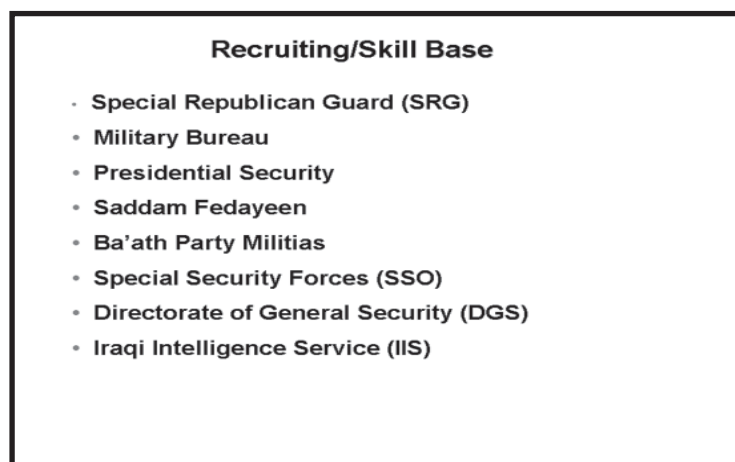 Recruiting/Skill Base
• Special Republican Guard (SRG)
• Military Bureau
• Presidential Security
• Saddam Fedayeen
• Ba’ath Party Militias
• Special Security Forces (SSO)
• Directorate of General Security (DGS)
• Iraqi Intelligence Service (IIS)